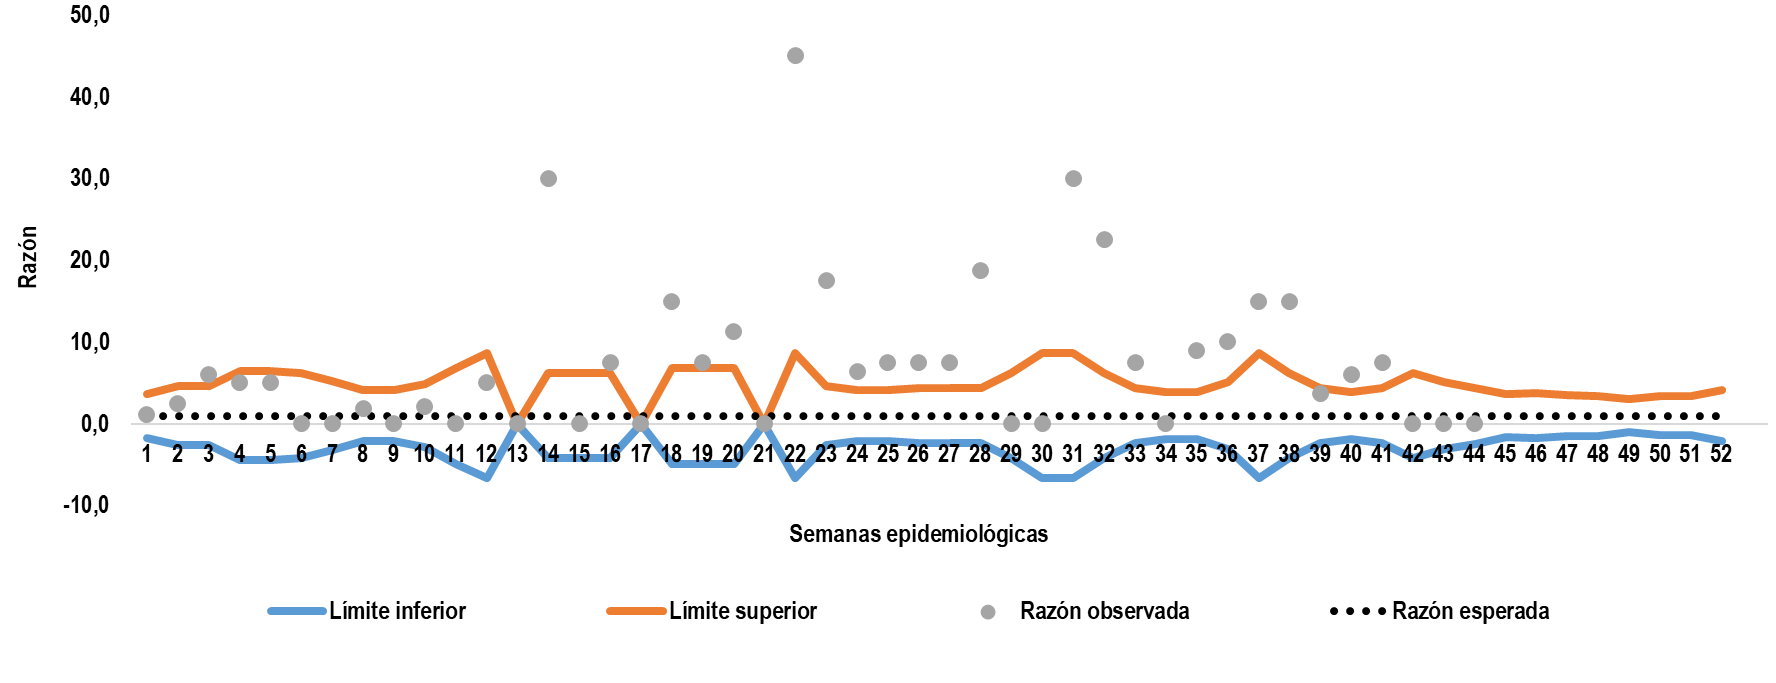 50,0
40,0
30,0
20,0
10,0
0,0
-10,0
Razón
1 2 3 4 5 6 7 8 9 10 11 12 13 14 15 16 17 18 19 20 21 22 23 24 25 26 27 28 29 30 31 32 33 34 35 36 37 38 39 40 41 42 43 44 45 46 47 48 49 50 51 52
Semanas epidemiológicas
Límite inferior Límite superior Razón observada Razón esperada